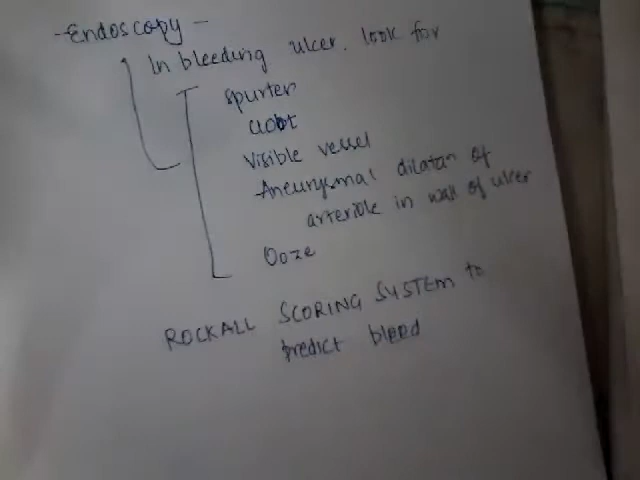 -Endoscopy-
In bleeding ulcer. look for
spurter
clot
Visible vessel
Aneurysmal dilatan of
arteriole in wall of ulcer
Ooze
ROCKALL SCORING SYSTEM to
predict bleed